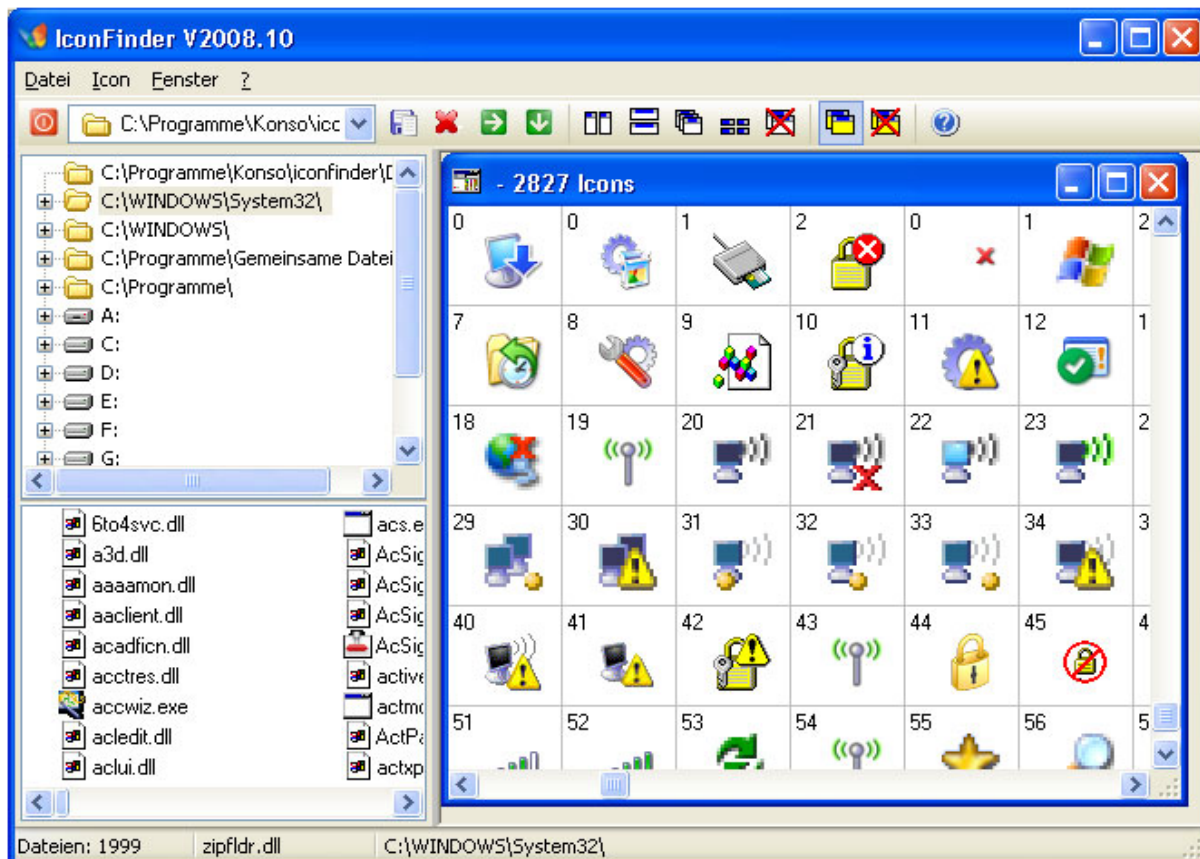 IconFinder V2008.10
Datei Icon Fenster ?
C:\Programme\Konso\icc
C:\Programme\Konso\iconfinder\
C:\WINDOWS\System32\
C:\WINDOWS\
C:\Programme\Gemeinsame Datei
C:\Programme\
A:
C:
D:
E:
F:
G:
6to4svc.dll
a3d.dll
aaaamon.dll
aaclient.dll
acadficn.dll
acctres.dll
accwiz.exe
acledit.dll
aclui.dll
acs.e
AcSig
AcSig
AcSig
AcSig
active
actmo
ActPa
actxp
- 2827 Icons
0 0 1 2 0 1 2
7 8 9 10 11 12 1
18 19 20 21 22 23 2
29 30 31 32 33 34 3
40 41 42 43 44 45 4
51 52 53 54 55 56 5
Dateien: 1999 zipfldr.dll C:\WINDOWS\System32\